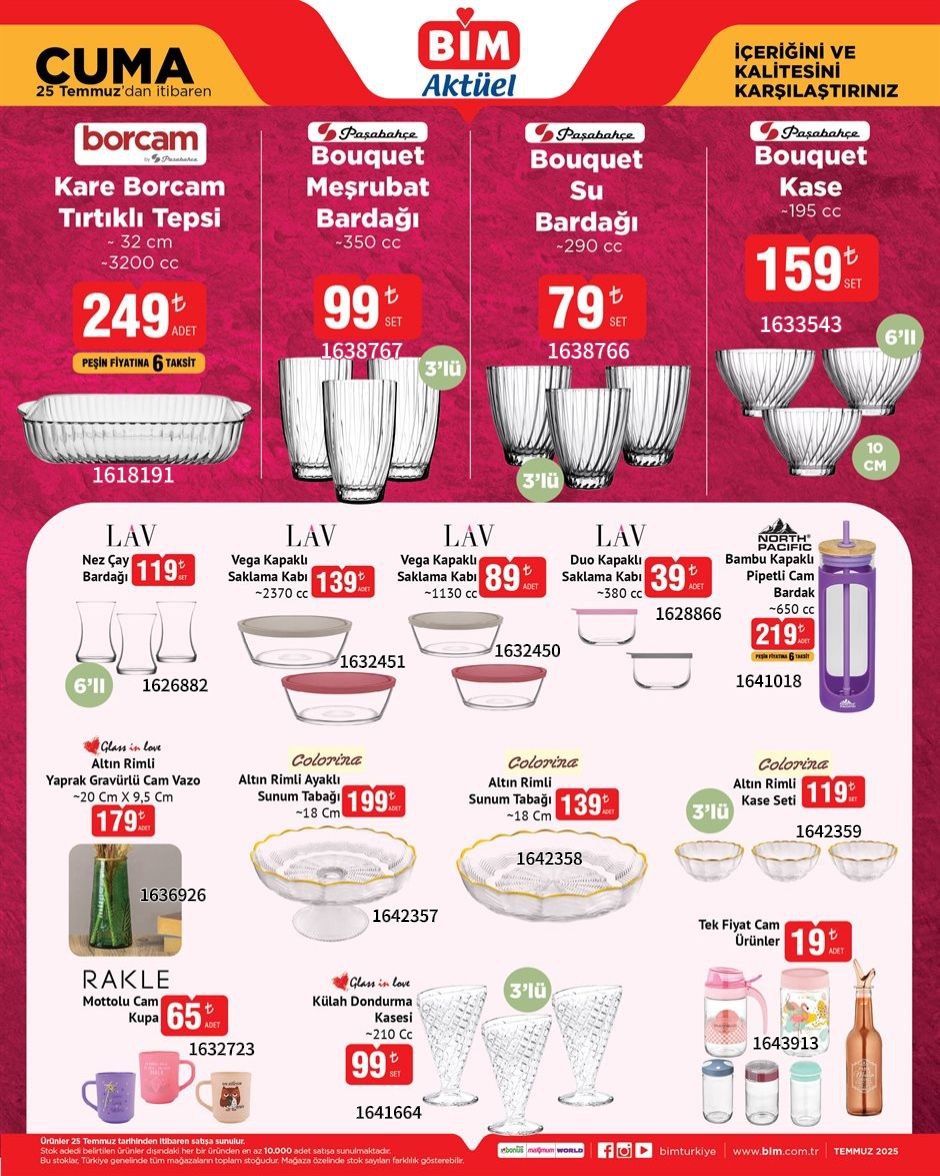 CUMA
25 Temmuz'dan itibaren
BİM
Aktüel
İÇERİĞİNİ VE
KALİTESİNİ
KARŞILAŞTIRINIZ
borcam
by Paşabahçe
Kare Borcam
Tırtıklı Tepsi
~ 32 cm
~3200 cc
249₺
ADET
PEŞİN FİYATINA 6 TAKSİT
1618191
Paşabahçe
Bouquet
Meşrubat
Bardağı
~350 cc
99₺
SET
1638767
3'lü
Paşabahçe
Bouquet
Su
Bardağı
~290 cc
79₺
SET
1638766
3'lü
Paşabahçe
Bouquet
Kase
~195 cc
159₺
SET
1633543
6'lı
10
CM
LAV
Nez Çay
Bardağı
119₺
SET
6'lı
1626882
LAV
Vega Kapaklı
Saklama Kabı
~2370 cc
139₺
ADET
1632451
LAV
Vega Kapaklı
Saklama Kabı
~1130 cc
89₺
ADET
1632450
LAV
Duo Kapaklı
Saklama Kabı
~380 cc
39₺
ADET
1628866
NORTH
PACIFIC
Bambu Kapaklı
Pipetli Cam
Bardak
~650 cc
219₺
ADET
PEŞİN FİYATINA 6 TAKSİT
1641018
NORTH
PACIFIC
Glass in love
Altın Rimli
Yaprak Gravürlü Cam Vazo
~20 Cm X 9,5 Cm
179₺
ADET
1636926
Colorina
Altın Rimli Ayaklı
Sunum Tabağı
~18 Cm
199₺
ADET
1642357
Colorina
Altın Rimli
Sunum Tabağı
~18 Cm
139₺
ADET
1642358
Colorina
Altın Rimli
Kase Seti
119₺
ADET
3'lü
1642359
RAKLE
Mottolu Cam
Kupa
65₺
ADET
1632723
Glass in love
Külah Dondurma
Kasesi
~210 Cc
99₺
SET
1641664
3'lü
Tek Fiyat Cam
Ürünler
19₺
ADET
1643913
Ürünler 25 Temmuz tarihinden itibaren satışa sunulur.
Stok adedi belirtilen ürünler dışındaki her bir üründen en az 10.000 adet satışa sunulmaktadır.
Bu stoklar, Türkiye genelinde tüm mağazaların toplam stoğudur. Mağaza özelinde stok sayıları farklılık gösterebilir.
bonus maximum WORLD
bimturkiye
www.bim.com.tr
TEMMUZ 2025